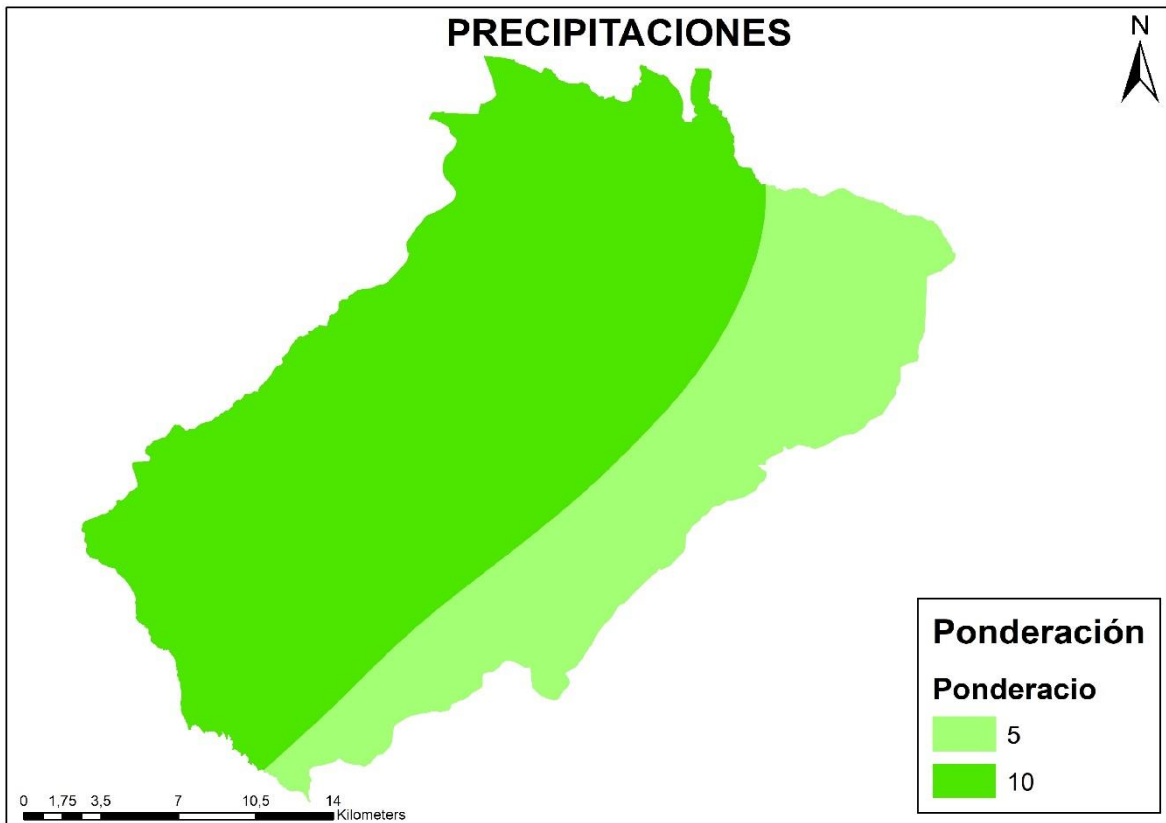 PRECIPITACIONES
N
Ponderación
Ponderacio
5
10
0 1,75 3,5 7 10,5 14
Kilometers